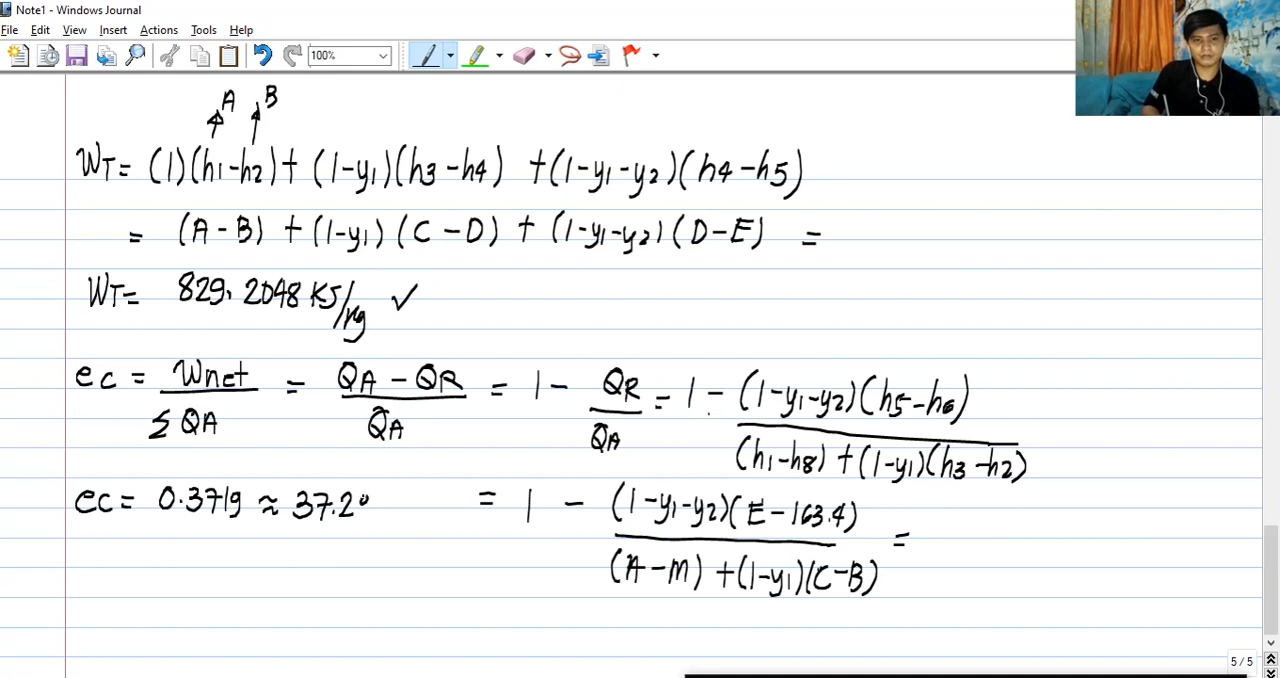 Note1 - Windows Journal
File Edit View Insert Actions Tools Help
100%
A B
WT= (1)(h1-h2)+(1-y1)(h3-h4) +(1-y1-y2)(h4-h5)
= (A-B) +(1-y1) (C-D) + (1-y1-y2)(D-E) =
WT= 829.2048 KJ/kg ✓
ec = Wnet/ΣQA = QA-QR/QA = 1- QR/QA = 1 - (1-y1-y2)(h5-h6)/(h1-h8)+(1-y1)(h3-h2)
ec = 0.3719 ≈ 37.2 = 1 - (1-y1-y2)(E-163.4)/(A-M)+(1-y1)(C-B) =
5 / 5